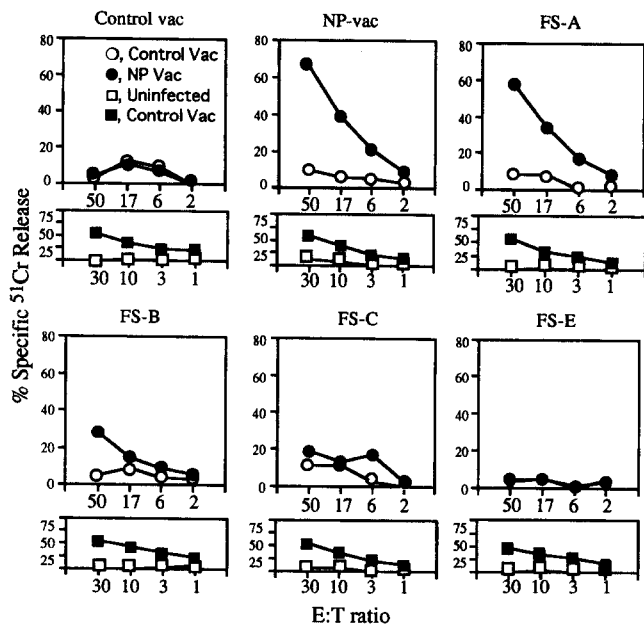 Control vac
NP-vac
FS-A
80
60
40
20
0
○, Control Vac
●, NP Vac
□, Uninfected
■, Control Vac
50 17 6 2
75
50
25
30 10 3 1
80
60
40
20
0
50 17 6 2
75
50
25
30 10 3 1
80
60
40
20
0
50 17 6 2
75
50
25
30 10 3 1
% Specific ⁵¹Cr Release
FS-B
FS-C
FS-E
80
60
40
20
0
50 17 6 2
75
50
25
30 10 3 1
80
60
40
20
0
50 17 6 2
75
50
25
30 10 3 1
80
60
40
20
0
50 17 6 2
75
50
25
30 10 3 1
E:T ratio